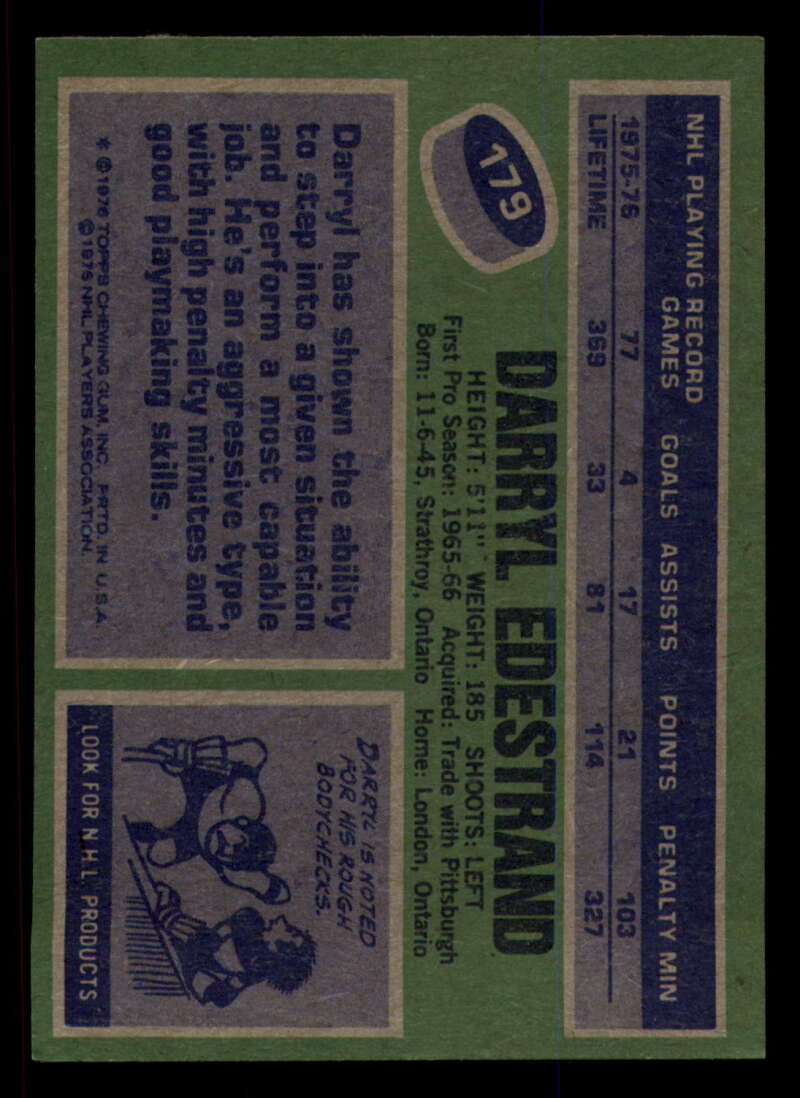 NHL PLAYING RECORD
GAMES GOALS ASSISTS POINTS PENALTY MIN
1975-76 77 4 17 21 103
LIFETIME 369 33 81 114 327
179
DARRYL EDESTRAND
HEIGHT: 5'11" WEIGHT: 185 SHOOTS: LEFT
First Pro Season: 1965-66 Acquired: Trade with Pittsburgh
Born: 11-6-45, Strathroy, Ontario Home: London, Ontario
Darryl has shown the ability
to step into a given situation
and perform a most capable
job. He's an aggressive type,
with high penalty minutes and
good playmaking skills.
* ©1976 TOPPS CHEWING GUM, INC. PRTD. IN U.S.A.
©1976 NHL PLAYERS ASSOCIATION.
DARRYL IS NOTED
FOR HIS ROUGH
BODYCHECKS.
LOOK FOR N H L PRODUCTS